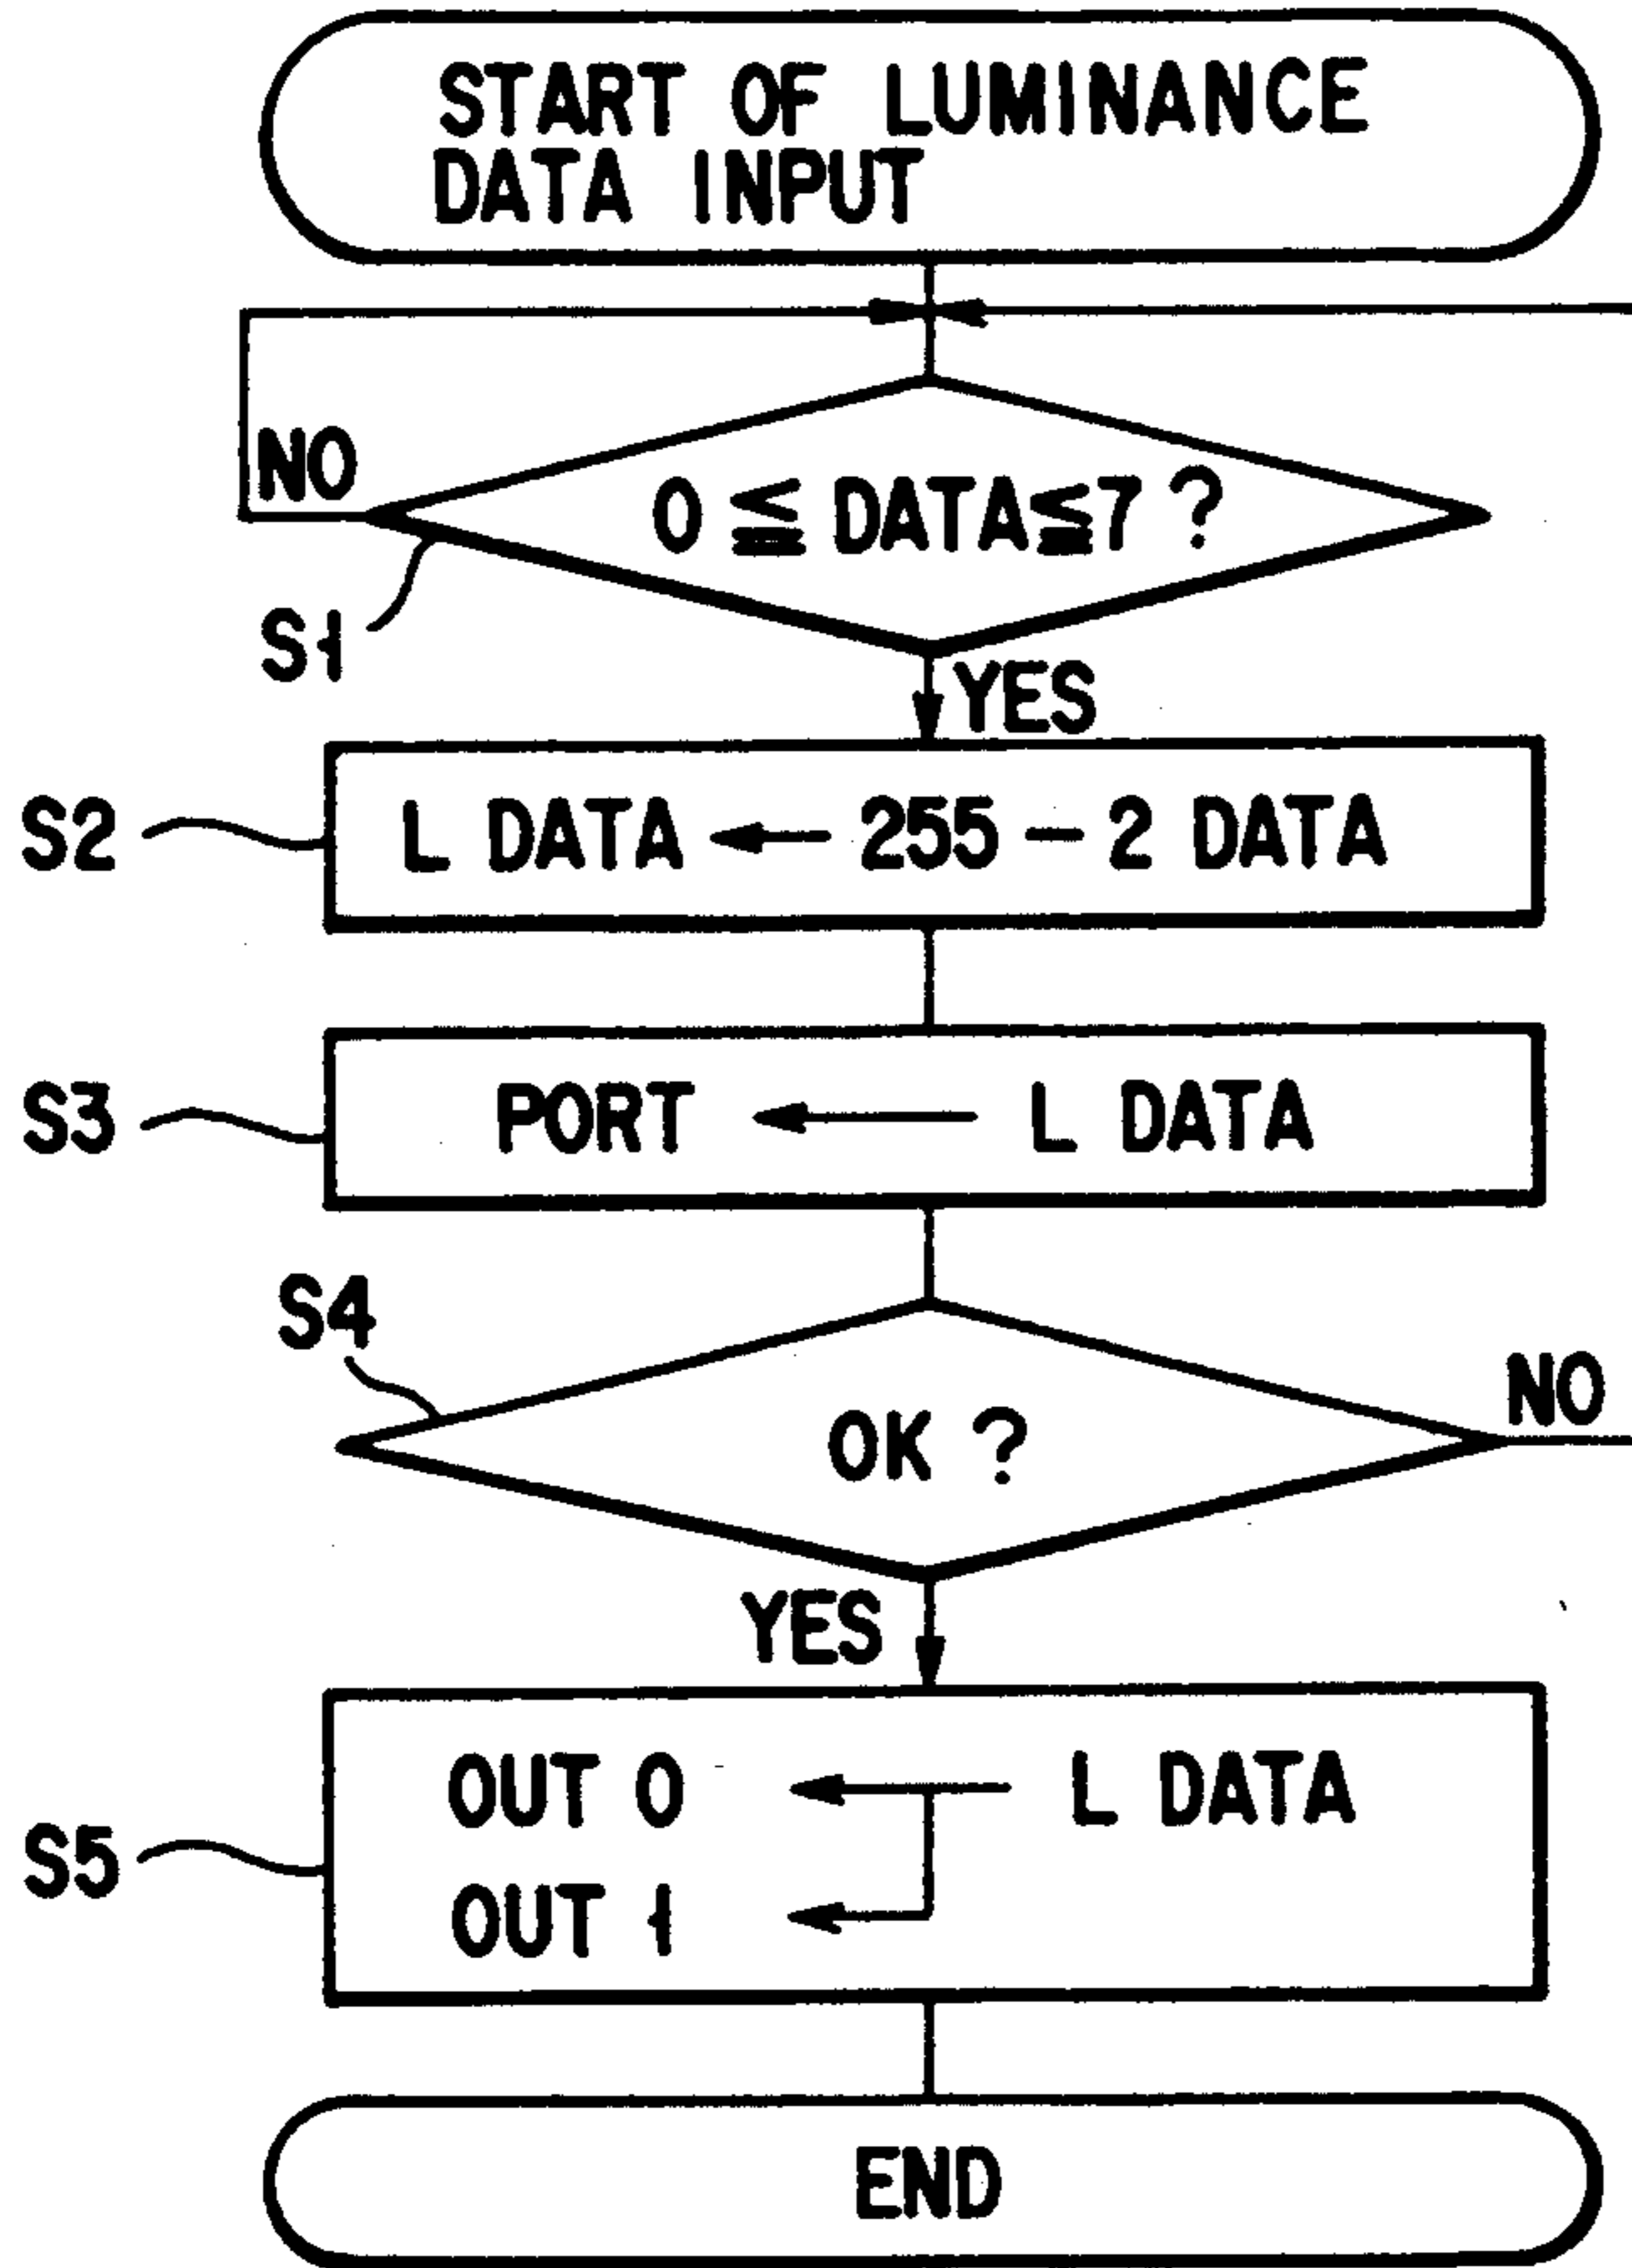 START OF LUMINANCE
DATA INPUT
NO
0 ≦ DATA ≦ 7 ?
S1
YES
S2
L DATA ← 255 − 2 DATA
S3
PORT ← L DATA
S4
OK ?
NO
YES
OUT 0 ← L DATA
S5
OUT 1 ←
END